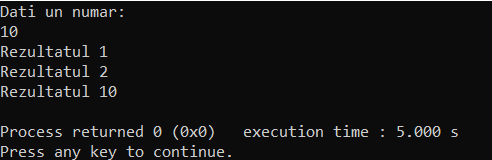 Dati un numar:
10
Rezultatul 1
Rezultatul 2
Rezultatul 10
Process returned 0 (0x0)   execution time : 5.000 s
Press any key to continue.